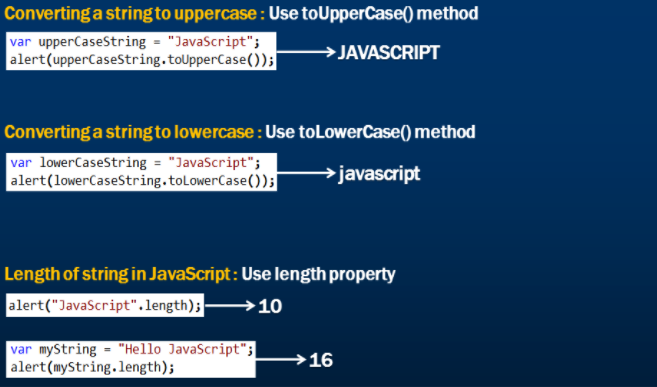 Converting a string to uppercase : Use toUpperCase() method
var upperCaseString = "JavaScript";
alert(upperCaseString.toUpperCase());
JAVASCRIPT
Converting a string to lowercase : Use toLowerCase() method
var lowerCaseString = "JavaScript";
alert(lowerCaseString.toLowerCase());
javascript
Length of string in JavaScript : Use length property
alert("JavaScript".length);
10
var myString = "Hello JavaScript";
alert(myString.length);
16